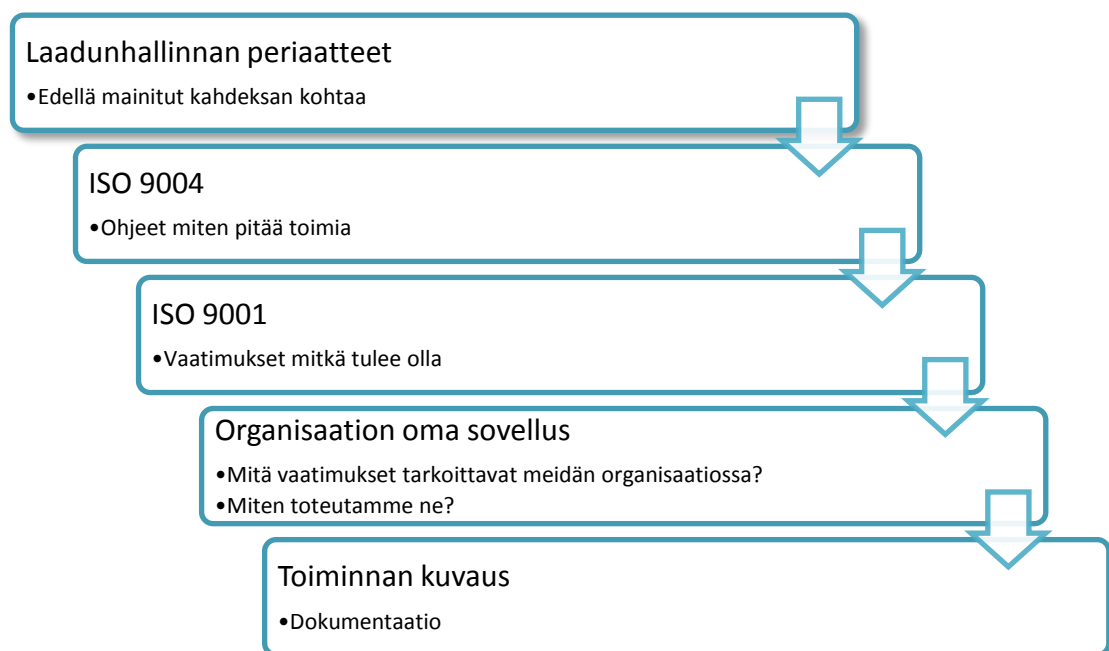 Laadunhallinnan periaatteet
•Edellä mainitut kahdeksan kohtaa
ISO 9004
•Ohjeet miten pitää toimia
ISO 9001
•Vaatimukset mitkä tulee olla
Organisaation oma sovellus
•Mitä vaatimukset tarkoittavat meidän organisaatiossa?
•Miten toteutamme ne?
Toiminnan kuvaus
•Dokumentaatio